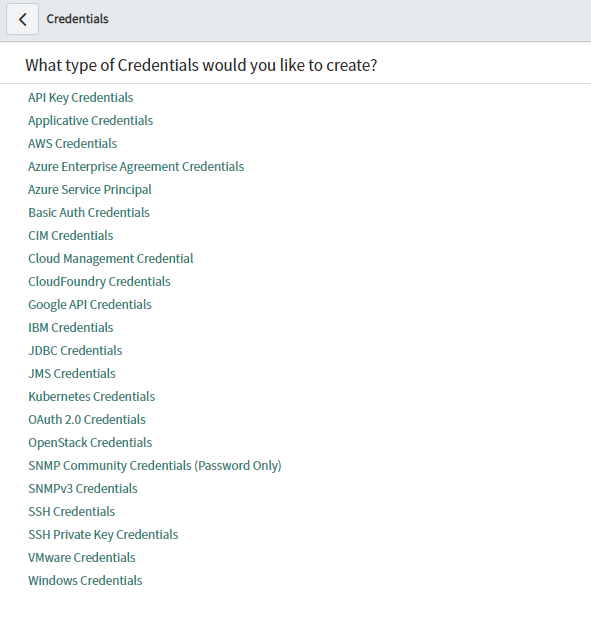 Credentials
What type of Credentials would you like to create?
API Key Credentials
Applicative Credentials
AWS Credentials
Azure Enterprise Agreement Credentials
Azure Service Principal
Basic Auth Credentials
CIM Credentials
Cloud Management Credential
CloudFoundry Credentials
Google API Credentials
IBM Credentials
JDBC Credentials
JMS Credentials
Kubernetes Credentials
OAuth 2.0 Credentials
OpenStack Credentials
SNMP Community Credentials (Password Only)
SNMPv3 Credentials
SSH Credentials
SSH Private Key Credentials
VMware Credentials
Windows Credentials